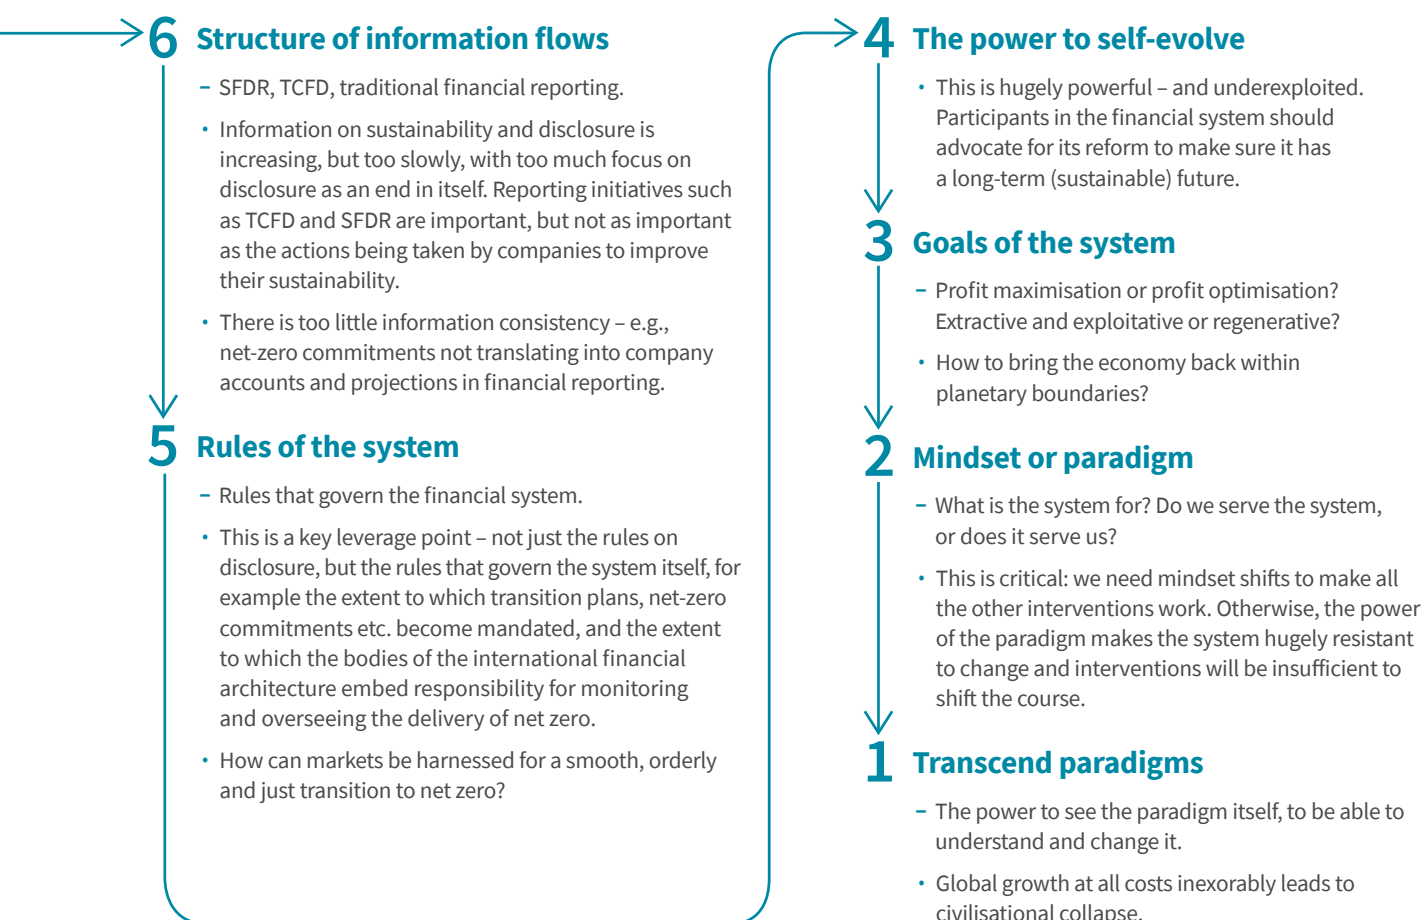 6 Structure of information flows
– SFDR, TCFD, traditional financial reporting.
• Information on sustainability and disclosure is
increasing, but too slowly, with too much focus on
disclosure as an end in itself. Reporting initiatives such
as TCFD and SFDR are important, but not as important
as the actions being taken by companies to improve
their sustainability.
• There is too little information consistency – e.g.,
net-zero commitments not translating into company
accounts and projections in financial reporting.
5 Rules of the system
– Rules that govern the financial system.
• This is a key leverage point – not just the rules on
disclosure, but the rules that govern the system itself, for
example the extent to which transition plans, net-zero
commitments etc. become mandated, and the extent
to which the bodies of the international financial
architecture embed responsibility for monitoring
and overseeing the delivery of net zero.
• How can markets be harnessed for a smooth, orderly
and just transition to net zero?
4 The power to self-evolve
• This is hugely powerful – and underexploited.
Participants in the financial system should
advocate for its reform to make sure it has
a long-term (sustainable) future.
3 Goals of the system
– Profit maximisation or profit optimisation?
Extractive and exploitative or regenerative?
• How to bring the economy back within
planetary boundaries?
2 Mindset or paradigm
– What is the system for? Do we serve the system,
or does it serve us?
• This is critical: we need mindset shifts to make all
the other interventions work. Otherwise, the power
of the paradigm makes the system hugely resistant
to change and interventions will be insufficient to
shift the course.
1 Transcend paradigms
– The power to see the paradigm itself, to be able to
understand and change it.
• Global growth at all costs inexorably leads to
civilisational collapse.